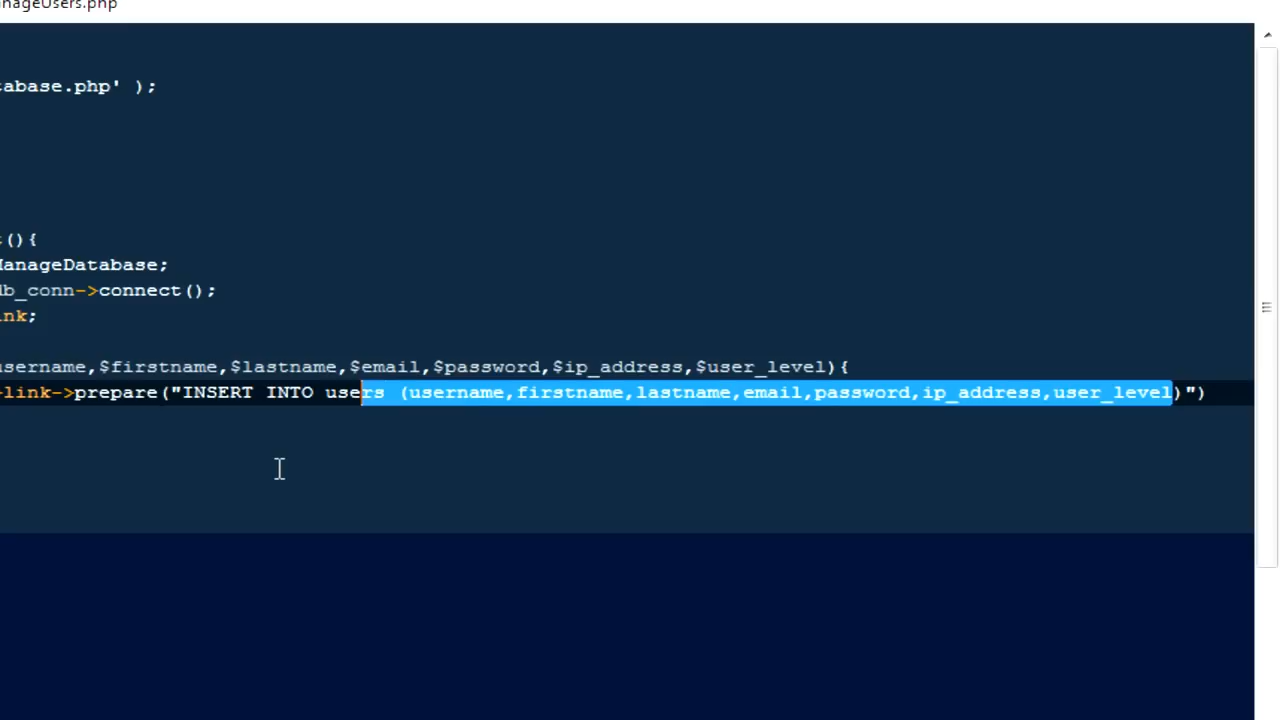 nageUsers.php
abase.php' );
(){
ManageDatabase;
db_conn->connect();
nk;
username,$firstname,$lastname,$email,$password,$ip_address,$user_level){
link->prepare("INSERT INTO users (username,firstname,lastname,email,password,ip_address,user_level)")